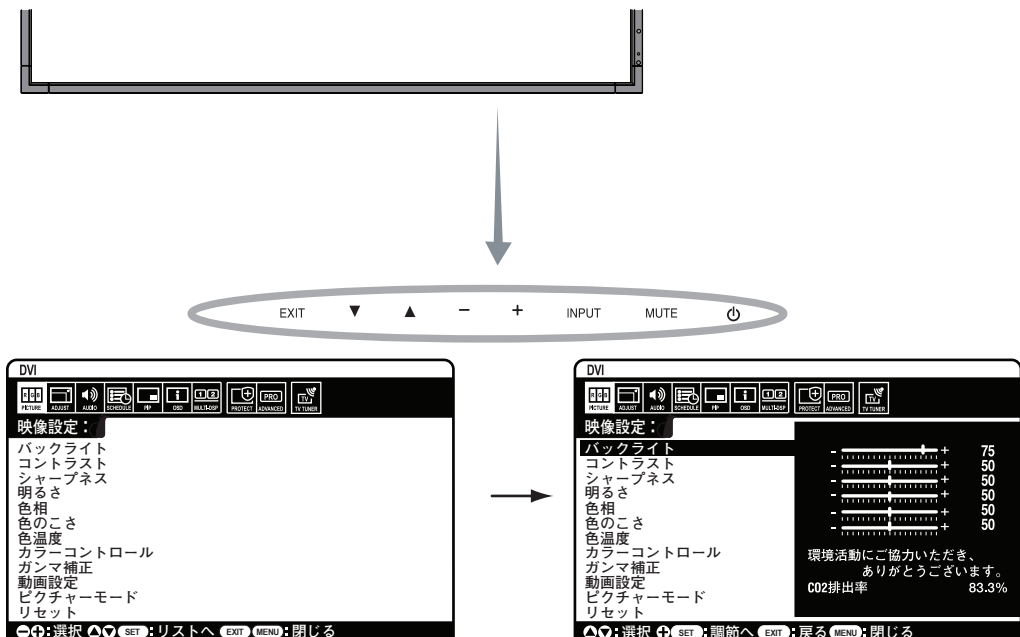 EXIT ▼ ▲ − + INPUT MUTE
DVI
RGB
PICTURE ADJUST AUDIO SCHEDULE PIP OSD MULTI-DSP PROTECT ADVANCED TV TUNER
映像設定：
バックライト
コントラスト
シャープネス
明るさ
色相
色のこさ
色温度
カラーコントロール
ガンマ補正
動画設定
ピクチャーモード
リセット
−+:選択 △▽ SET:リストへ EXIT MENU:閉じる
DVI
RGB
PICTURE ADJUST AUDIO SCHEDULE PIP OSD MULTI-DSP PROTECT ADVANCED TV TUNER
映像設定：
バックライト - + 75
コントラスト - + 50
シャープネス - + 50
明るさ - + 50
色相 - + 50
色のこさ - + 50
色温度
カラーコントロール
ガンマ補正
動画設定
ピクチャーモード
リセット
環境活動にご協力いただき、
ありがとうございます。
CO2排出率 83.3%
△▽:選択 + SET:調節へ EXIT:戻る MENU:閉じる